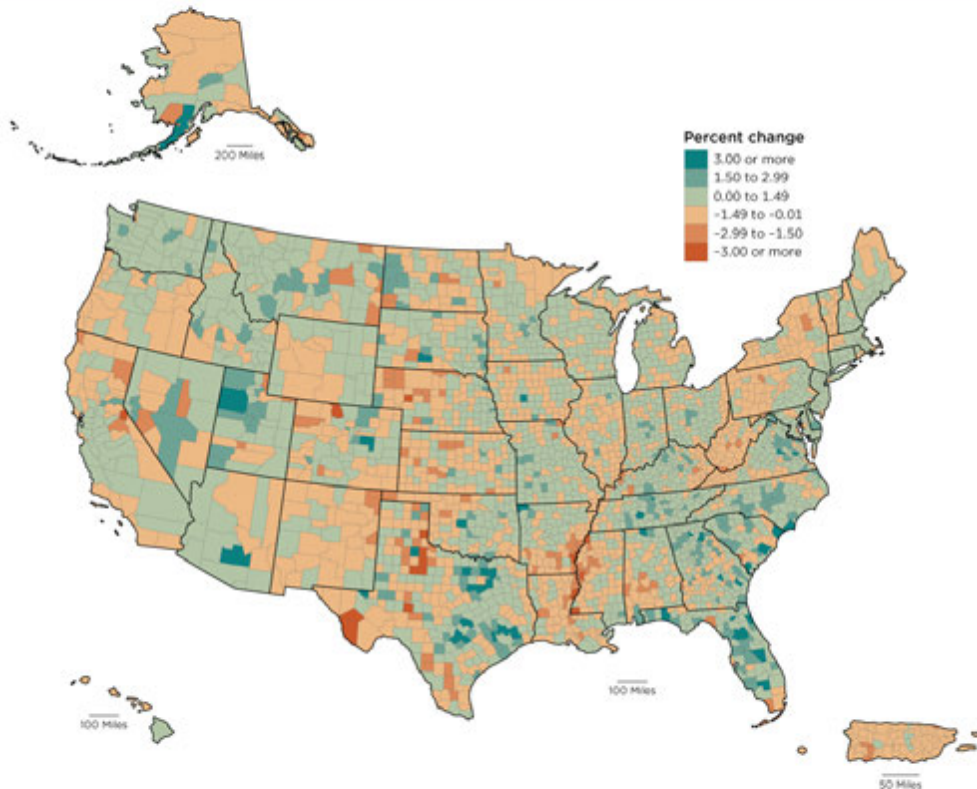 200 Miles
Percent change
3.00 or more
1.50 to 2.99
0.00 to 1.49
-1.49 to -0.01
-2.99 to -1.50
-3.00 or more
100 Miles
100 Miles
50 Miles